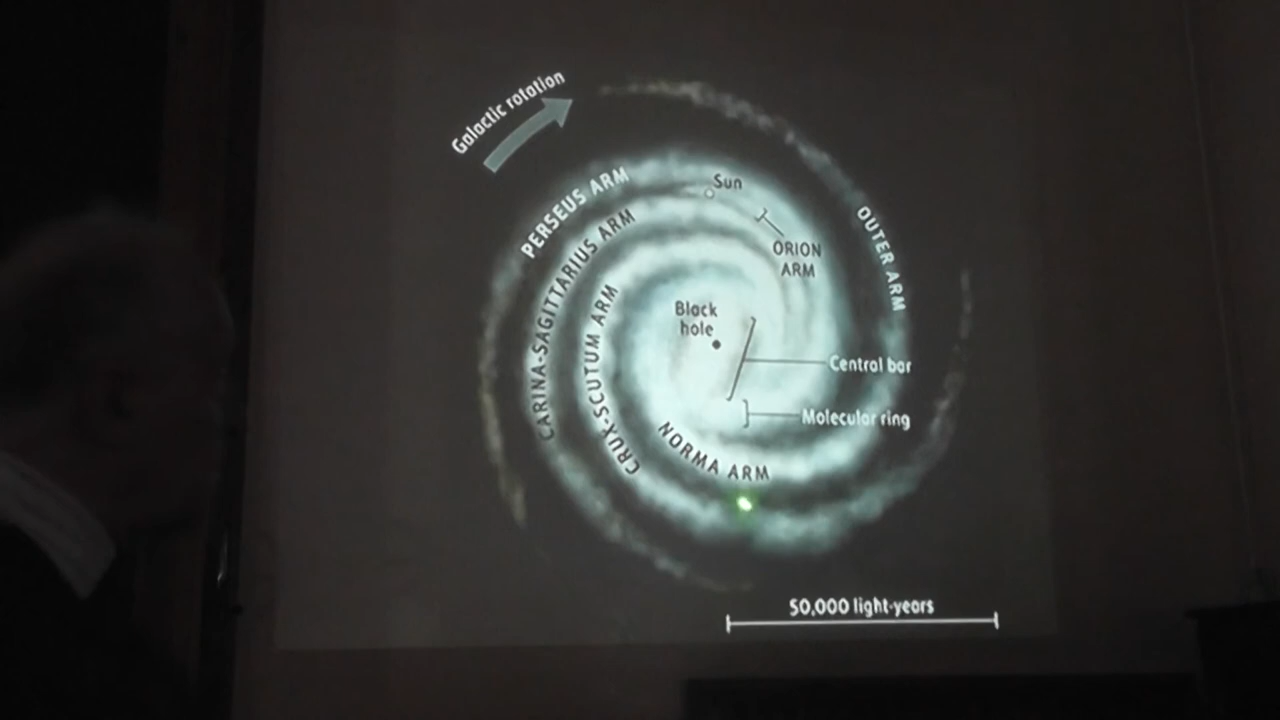 Galactic rotation
PERSEUS ARM
Sun
CARINA-SAGITTARIUS ARM
OUTER ARM
ORION
ARM
CRUX-SCUTUM ARM
Black
hole
Central bar
Molecular ring
NORMA ARM
50,000 light-years